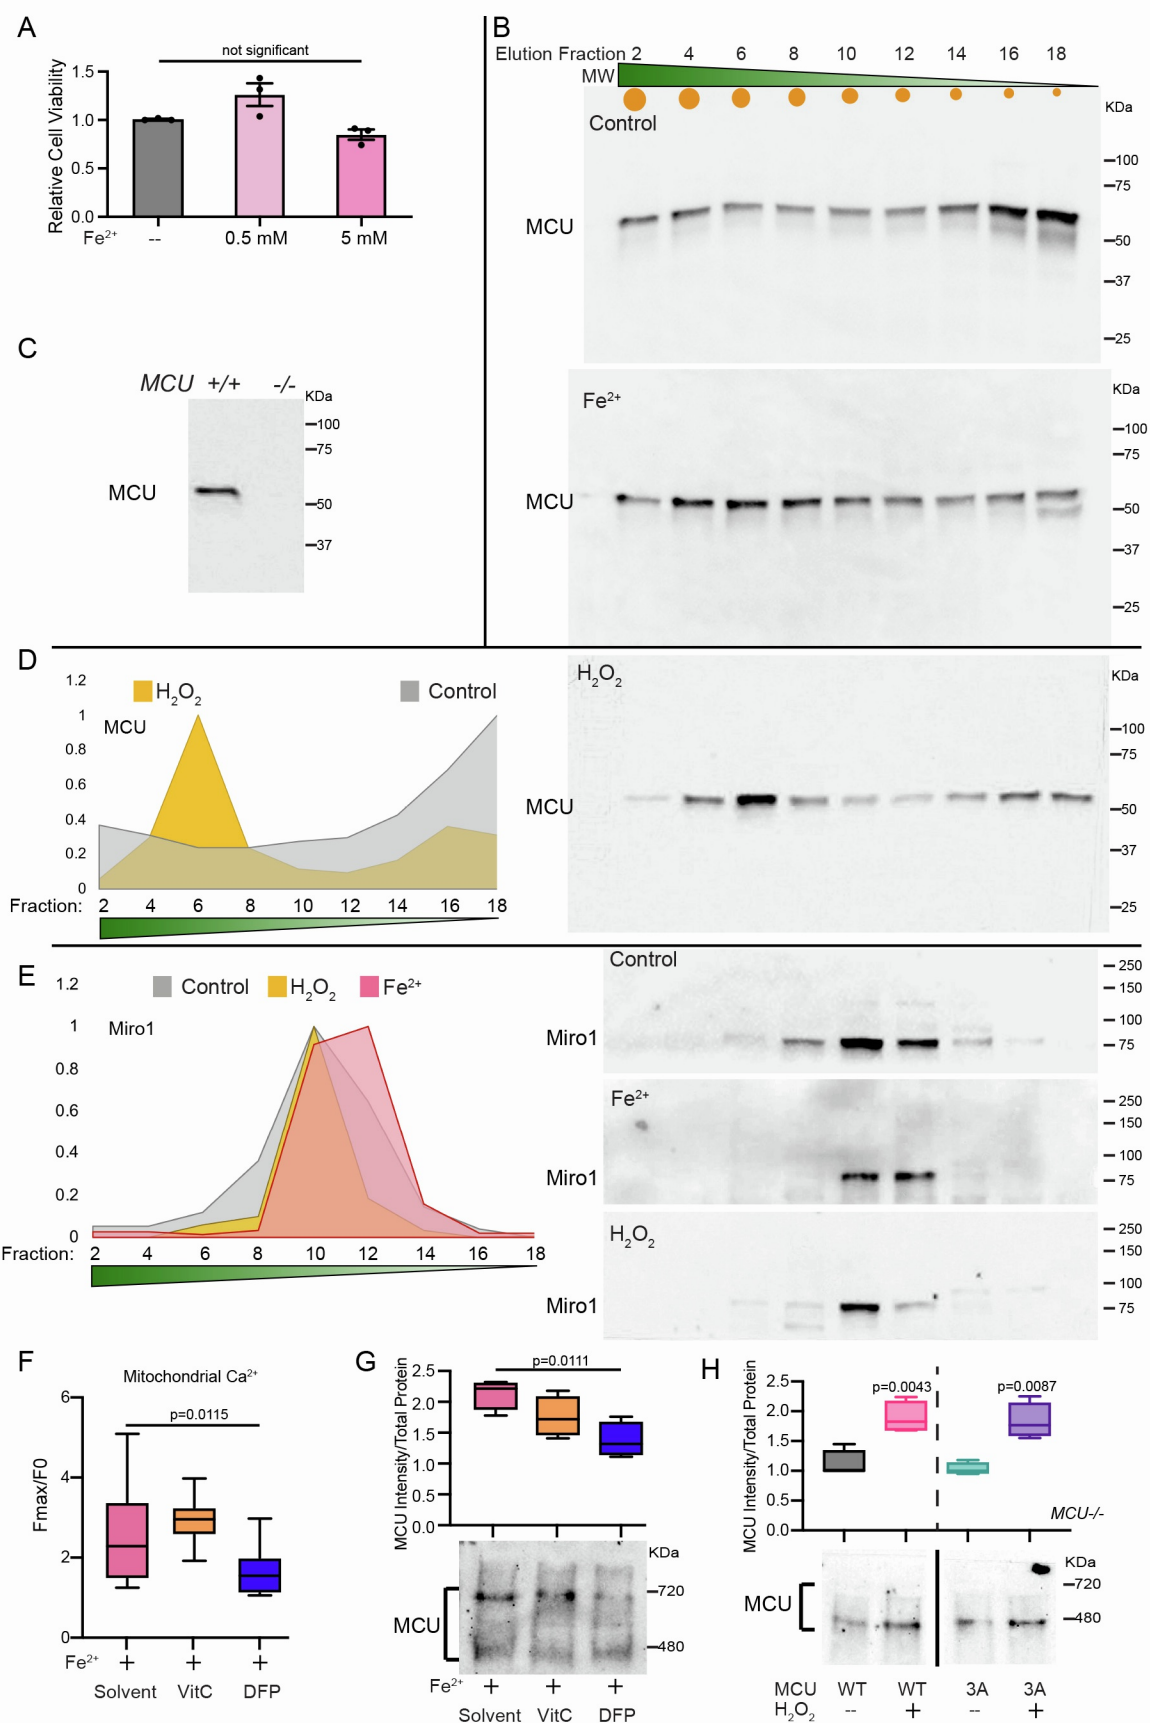 A
not significant
Relative Cell Viability
1.5
1.0
0.5
0.0
Fe²⁺
--
0.5 mM
5 mM
B
Elution Fraction 2 4 6 8 10 12 14 16 18
MW
Control
KDa
MCU
100
75
50
37
25
Fe²⁺
KDa
MCU
100
75
50
37
25
C
MCU +/+ -/-
KDa
MCU
100
75
50
37
D
H₂O₂
Control
MCU
1.2
1
0.8
0.6
0.4
0.2
0
Fraction: 2 4 6 8 10 12 14 16 18
H₂O₂
KDa
MCU
100
75
50
37
25
E
Control H₂O₂ Fe²⁺
Miro1
1.2
1
0.8
0.6
0.4
0.2
0
Fraction: 2 4 6 8 10 12 14 16 18
Control
Miro1
250
150
100
75
Fe²⁺
Miro1
250
150
100
75
H₂O₂
Miro1
250
150
100
75
F
Mitochondrial Ca²⁺
p=0.0115
Fmax/F0
6
4
2
0
Fe²⁺ + + +
Solvent VitC DFP
G
p=0.0111
MCU Intensity/Total Protein
2.5
2.0
1.5
1.0
0.5
0.0
KDa
MCU
720
480
Fe²⁺ + + +
Solvent VitC DFP
H
p=0.0043
p=0.0087
MCU Intensity/Total Protein
2.5
2.0
1.5
1.0
0.5
0.0
MCU-/-
KDa
MCU
720
480
MCU WT WT 3A 3A
H₂O₂ -- + -- +